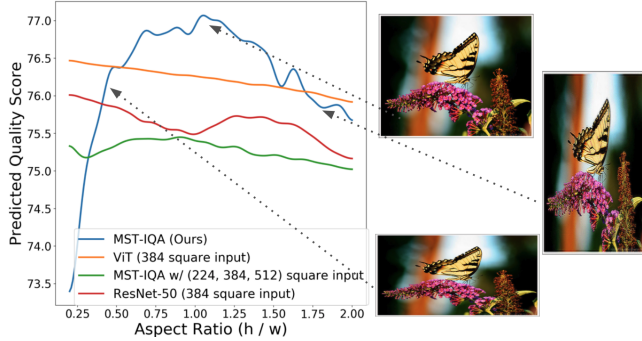 Predicted Quality Score
77.0
76.5
76.0
75.5
75.0
74.5
74.0
73.5
MST-IQA (Ours)
ViT (384 square input)
MST-IQA w/ (224, 384, 512) square input
ResNet-50 (384 square input)
0.25 0.50 0.75 1.00 1.25 1.50 1.75 2.00
Aspect Ratio (h / w)